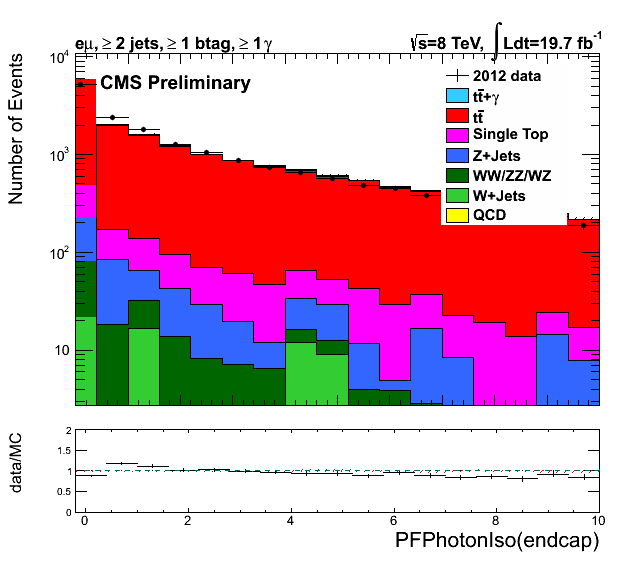 eμ, ≥ 2 jets, ≥ 1 btag, ≥ 1 γ
√s=8 TeV, ∫Ldt=19.7 fb⁻¹
CMS Preliminary
Number of Events
10⁴
10³
10²
10
2012 data
tt̄+γ
tt̄
Single Top
Z+Jets
WW/ZZ/WZ
W+Jets
QCD
data/MC
2
1.5
1
0.5
0
0 2 4 6 8 10
PFPhotonIso(endcap)